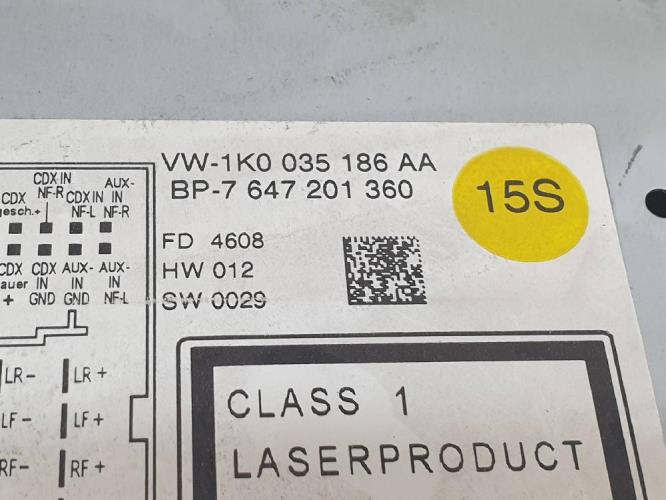 VW-1K0 035 186 AA
BP-7 647 201 360
15S
FD 4608
HW 012
SW 0029
CLASS 1
LASERPRODUCT
CDX IN AUX-
CDX NF-R CDX IN IN
gesch.+ NF-L NF-R
CDX CDX AUX- AUX-
auer IN IN IN
+ GND GND NF-L
LR- LR+
LF- LF+
RF- RF+